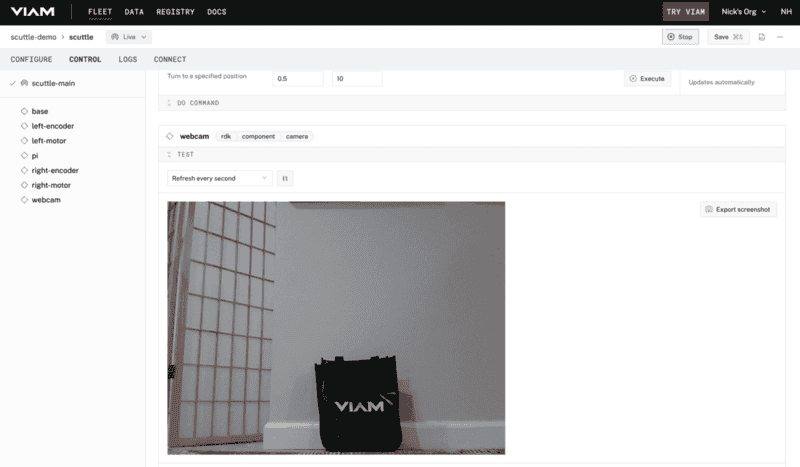 VIAM FLEET DATA REGISTRY DOCS TRY VIAM Nick's Org NH
scuttle-demo > scuttle Live Stop Save ⌘S
CONFIGURE CONTROL LOGS CONNECT
scuttle-main
base
left-encoder
left-motor
pi
right-encoder
right-motor
webcam
Turn to a specified position 0.5 10 Execute Updates automatically
DO COMMAND
webcam rdk component camera
TEST
Refresh every second
Export screenshot
VIAM